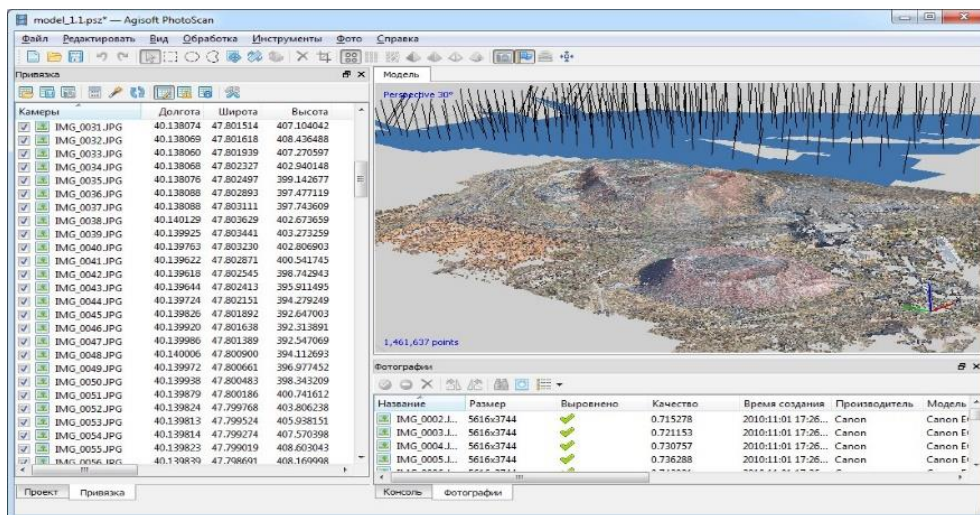 model_1.1.psz* — Agisoft PhotoScan
Файл Редактировать Вид Обработка Инструменты Фото Справка
Привязка
Камеры Долгота Широта Высота
IMG_0031.JPG 40.138074 47.801514 407.104042
IMG_0032.JPG 40.138069 47.801618 408.436488
IMG_0033.JPG 40.138060 47.801939 407.270597
IMG_0034.JPG 40.138068 47.802327 402.940148
IMG_0035.JPG 40.138076 47.802497 399.142677
IMG_0036.JPG 40.138088 47.802893 397.477119
IMG_0037.JPG 40.138088 47.803111 397.743609
IMG_0038.JPG 40.140129 47.803629 402.673659
IMG_0039.JPG 40.139925 47.803441 403.273259
IMG_0040.JPG 40.139763 47.803230 402.806903
IMG_0041.JPG 40.139622 47.802871 400.541745
IMG_0042.JPG 40.139618 47.802545 398.742943
IMG_0043.JPG 40.139644 47.802413 395.911495
IMG_0044.JPG 40.139724 47.802151 394.279249
IMG_0045.JPG 40.139826 47.801892 392.647003
IMG_0046.JPG 40.139920 47.801638 392.313891
IMG_0047.JPG 40.139986 47.801389 392.547069
IMG_0048.JPG 40.140006 47.800900 394.112693
IMG_0049.JPG 40.139972 47.800661 396.977452
IMG_0050.JPG 40.139938 47.800483 398.343209
IMG_0051.JPG 40.139879 47.800186 400.741612
IMG_0052.JPG 40.139824 47.799768 403.806238
IMG_0053.JPG 40.139813 47.799524 405.938151
IMG_0054.JPG 40.139814 47.799274 407.570398
IMG_0055.JPG 40.139823 47.799019 408.603043
IMG_0056.JPG 40.139839 47.798691 408.169998
Проект Привязка
Модель
Perspective 30°
1,461,637 points
Фотографии
Название Размер Выровнено Качество Время создания Производитель Модель
IMG_0002.J... 5616x3744 0.715278 2010:11:01 17:26... Canon Canon E
IMG_0003.J... 5616x3744 0.721153 2010:11:01 17:26... Canon Canon E
IMG_0004.J... 5616x3744 0.730757 2010:11:01 17:26... Canon Canon E
IMG_0005.J... 5616x3744 0.736288 2010:11:01 17:26... Canon Canon E
Консоль Фотографии